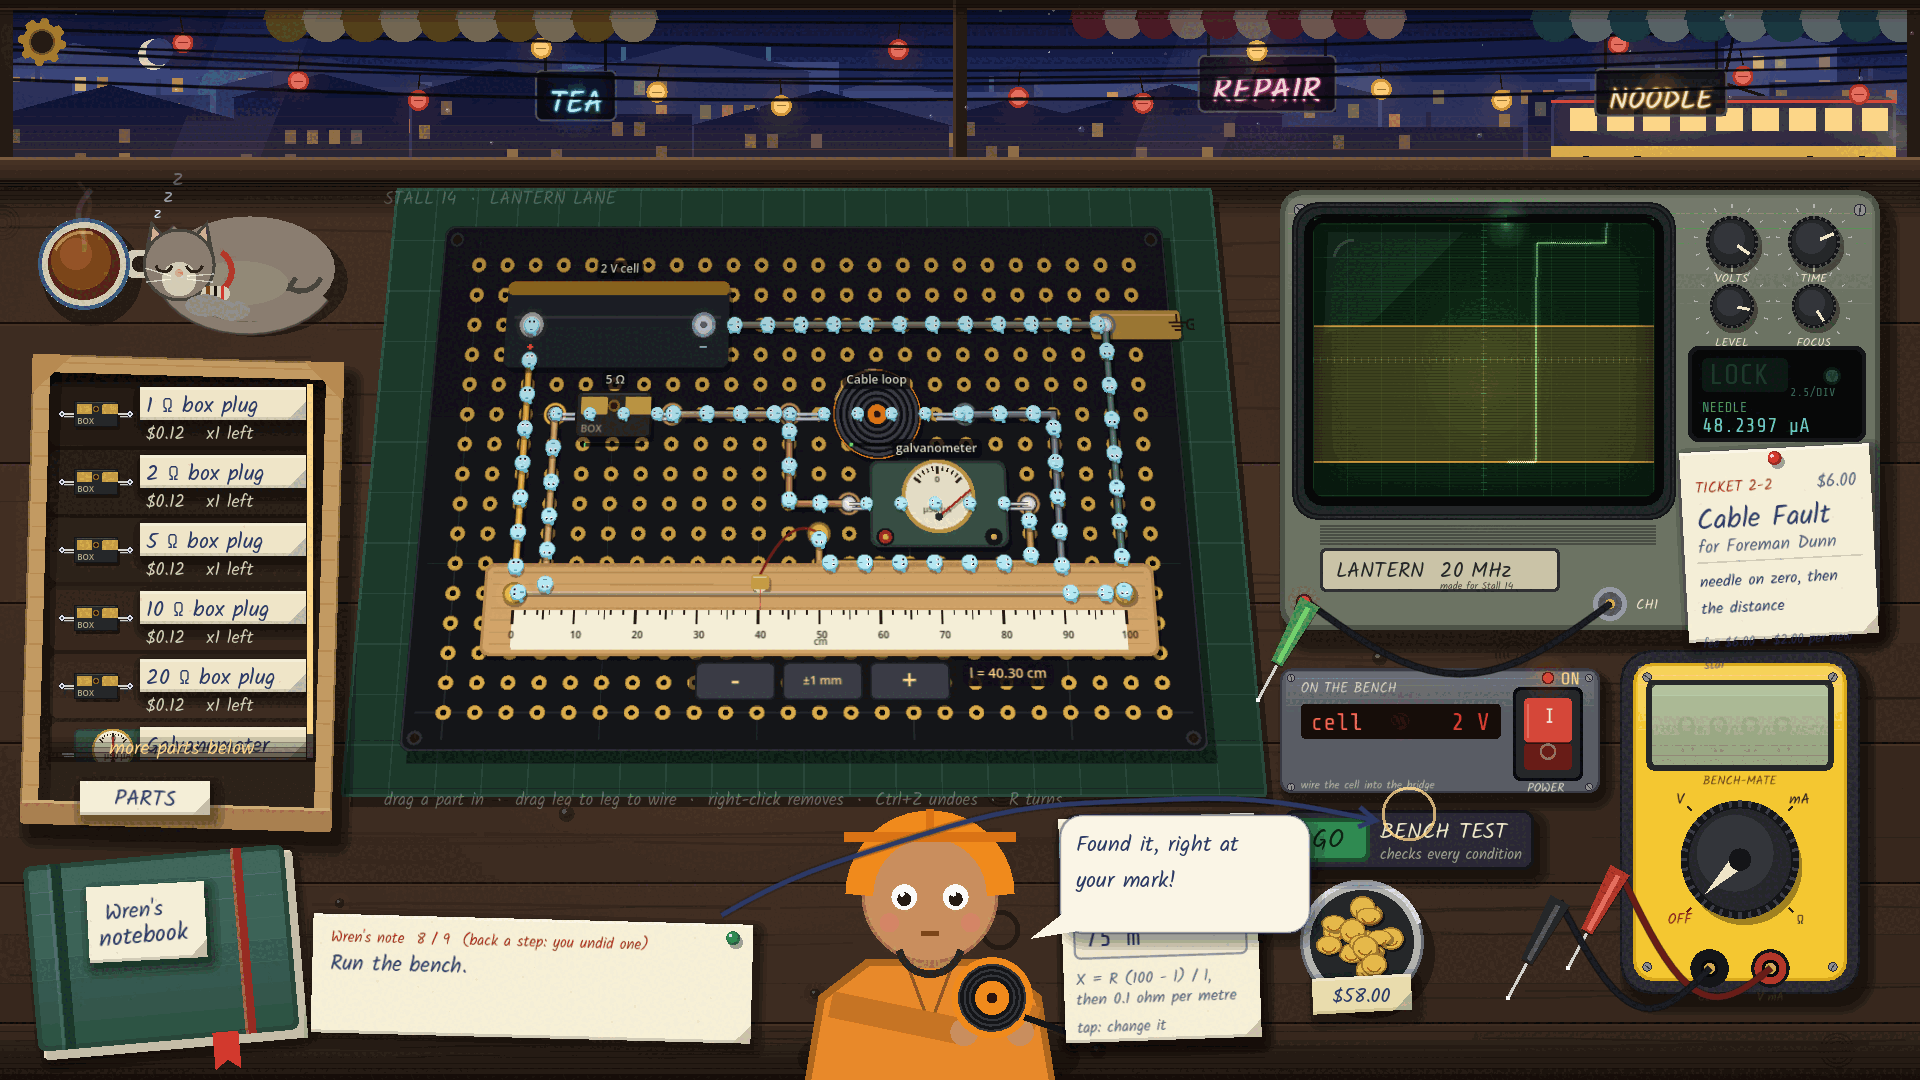 TEA
REPAIR
NOODLE
STALL 14 · LANTERN LANE
2 V cell
+
−
G
5 Ω
BOX
Cable loop
galvanometer
0
0 10 20 30 40 50 60 70 80 90 100
cm
-
±1 mm
+
l = 40.30 cm
drag a part in · drag leg to leg to wire · right-click removes · Ctrl+Z undoes · R turns
1 Ω box plug
BOX
$0.12 x1 left
2 Ω box plug
BOX
$0.12 x1 left
5 Ω box plug
BOX
$0.12 x1 left
10 Ω box plug
BOX
$0.12 x1 left
20 Ω box plug
BOX
$0.12 x1 left
Galvanometer
more parts below
PARTS
Wren's
notebook
Wren's note 8 / 9 (back a step: you undid one)
Run the bench.
Found it, right at
your mark!
75 m
X = R (100 - l) / l,
then 0.1 ohm per metre
tap: change it
VOLTS
TIME
LEVEL
FOCUS
LOCK
2.5/DIV
NEEDLE
48.2397 µA
LANTERN 20 MHz
made for Stall 14
CH1
TICKET 2-2 $6.00
Cable Fault
for Foreman Dunn
needle on zero, then
the distance
ON THE BENCH
ON
cell 2 V
I
wire the cell into the bridge
POWER
GO
BENCH TEST
checks every condition
$58.00
BENCH-MATE
V
mA
OFF
Ω
z
z
z